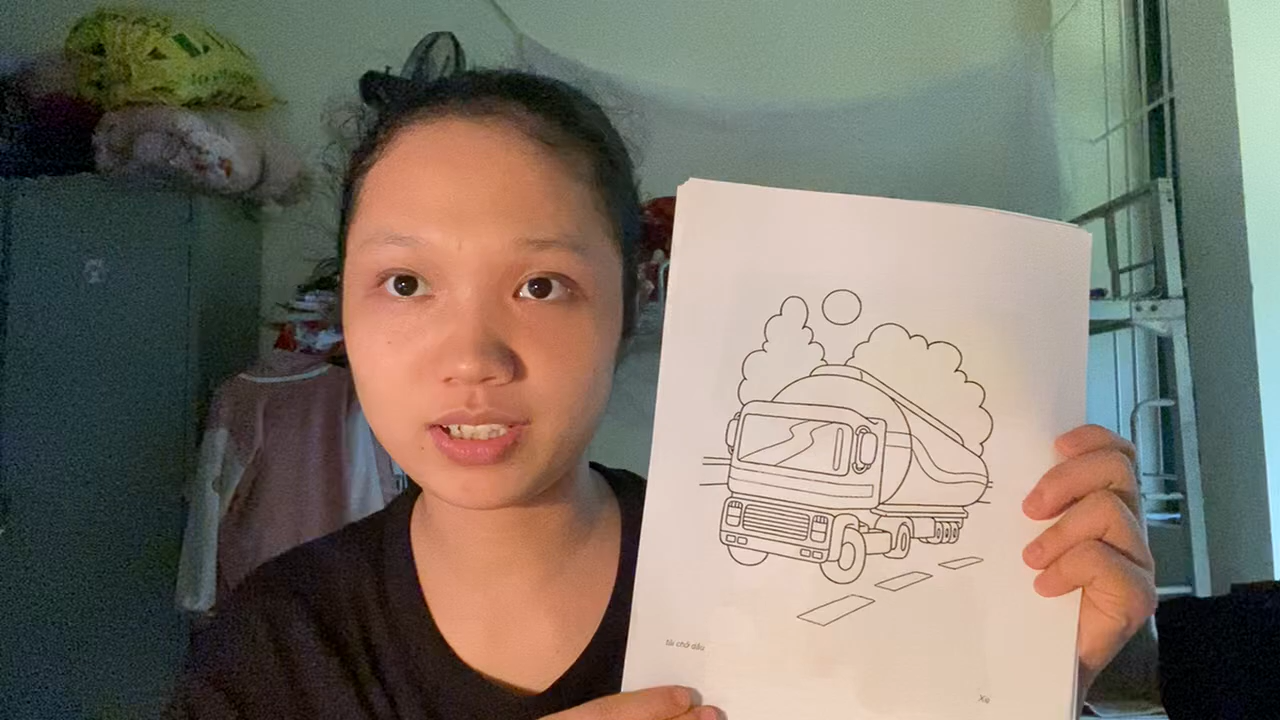 tải chở dầu
Xe